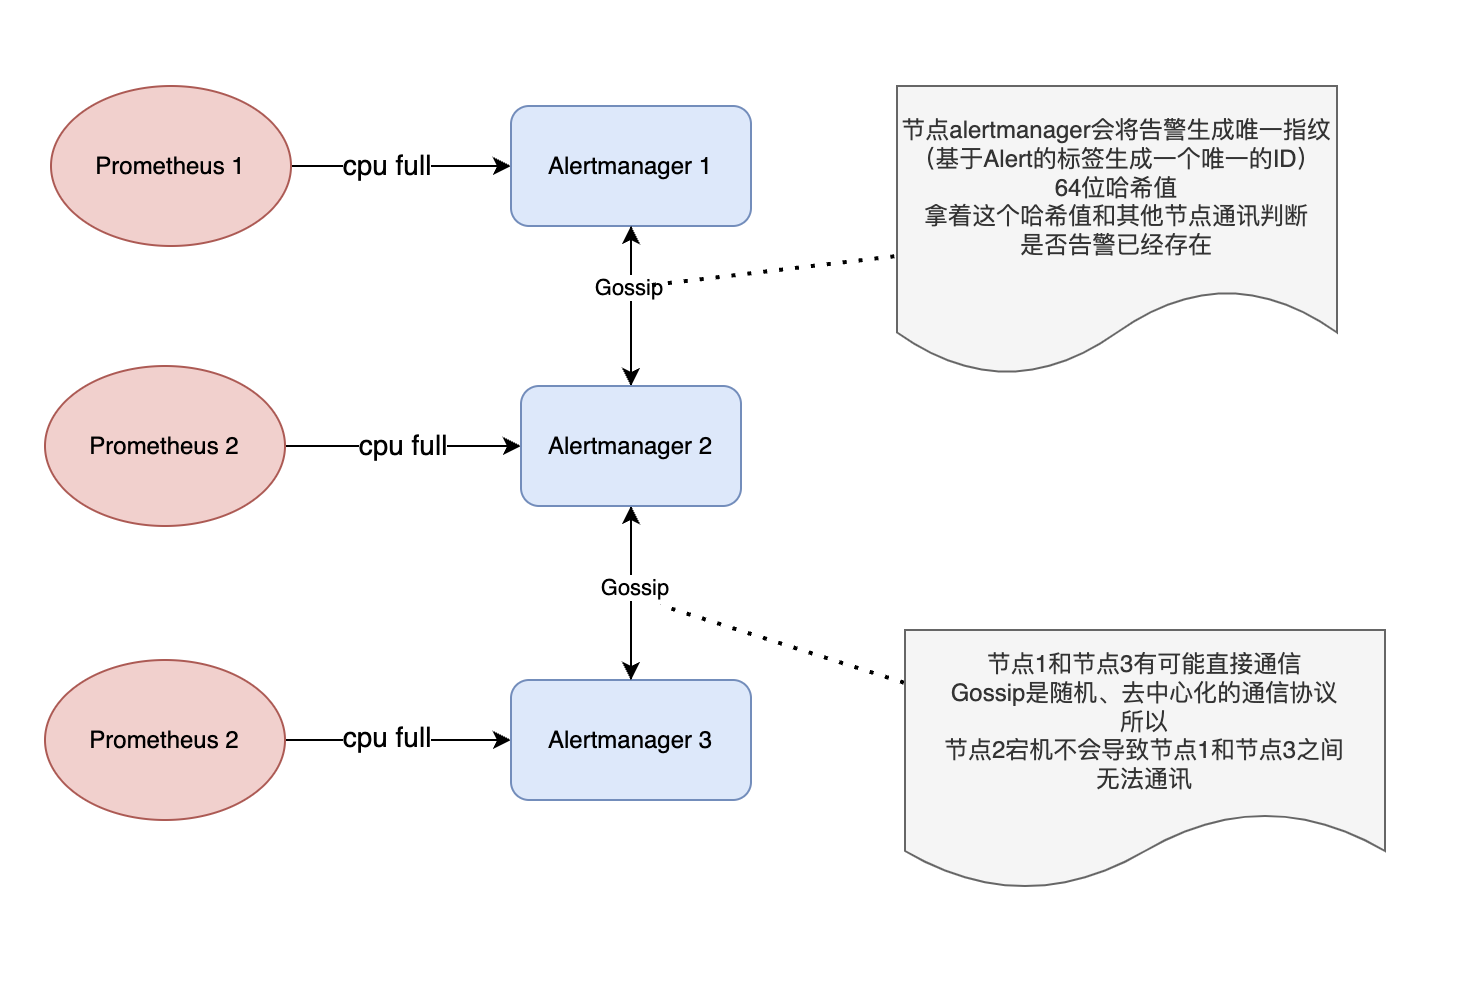 Prometheus 1
cpu full
Alertmanager 1
节点alertmanager会将告警生成唯一指纹
（基于Alert的标签生成一个唯一的ID）
64位哈希值
拿着这个哈希值和其他节点通讯判断
是否告警已经存在
Gossip
Prometheus 2
cpu full
Alertmanager 2
Gossip
节点1和节点3有可能直接通信
Gossip是随机、去中心化的通信协议
所以
节点2宕机不会导致节点1和节点3之间
无法通讯
Prometheus 2
cpu full
Alertmanager 3